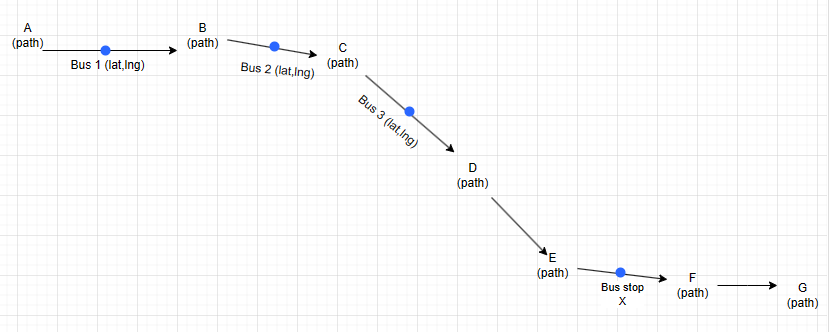 A
(path)
Bus 1 (lat,lng)
B
(path)
Bus 2 (lat,lng)
C
(path)
Bus 3 (lat,lng)
D
(path)
E
(path)
Bus stop
X
F
(path)
G
(path)